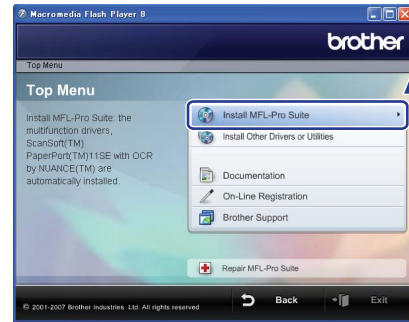 Macromedia Flash Player 8
brother
Top Menu
Top Menu
Install MFL-Pro Suite: the
multifunction drivers,
ScanSoft(TM)
PaperPort(TM)11SE with OCR
by NUANCE(TM) are
automatically installed.
Install MFL-Pro Suite
Install Other Drivers or Utilities
Documentation
On-Line Registration
Brother Support
Repair MFL-Pro Suite
© 2001-2007 Brother Industries. Ltd. All rights reserved
Back
Exit